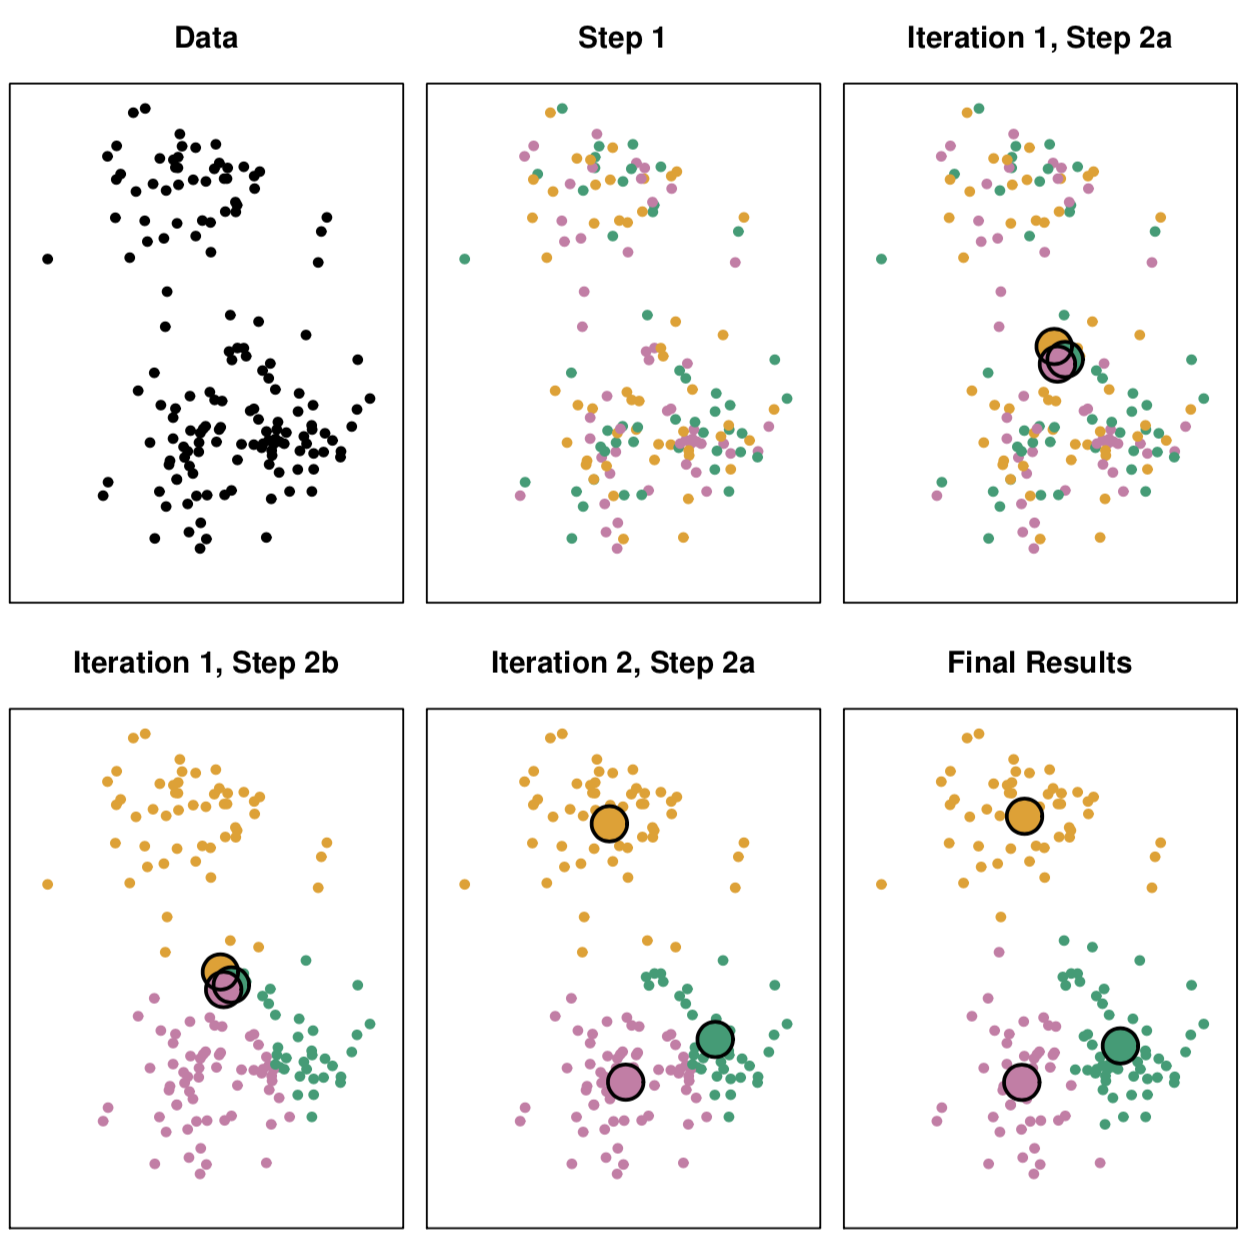 Data
Step 1
Iteration 1, Step 2a
Iteration 1, Step 2b
Iteration 2, Step 2a
Final Results